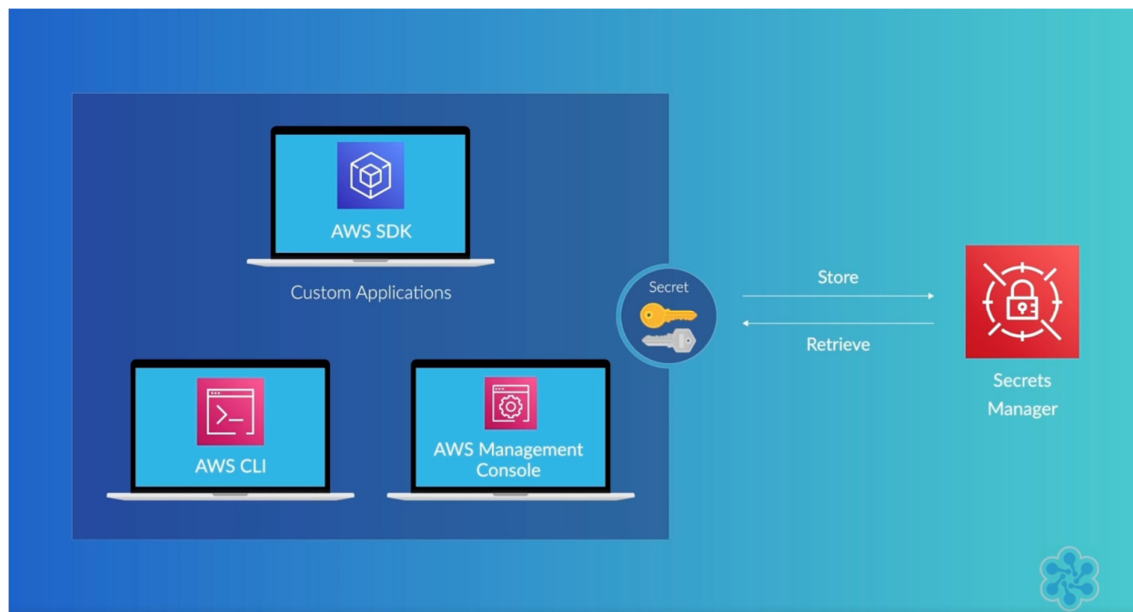 AWS SDK
Custom Applications
Secret
Store
Retrieve
Secrets
Manager
AWS CLI
AWS Management
Console